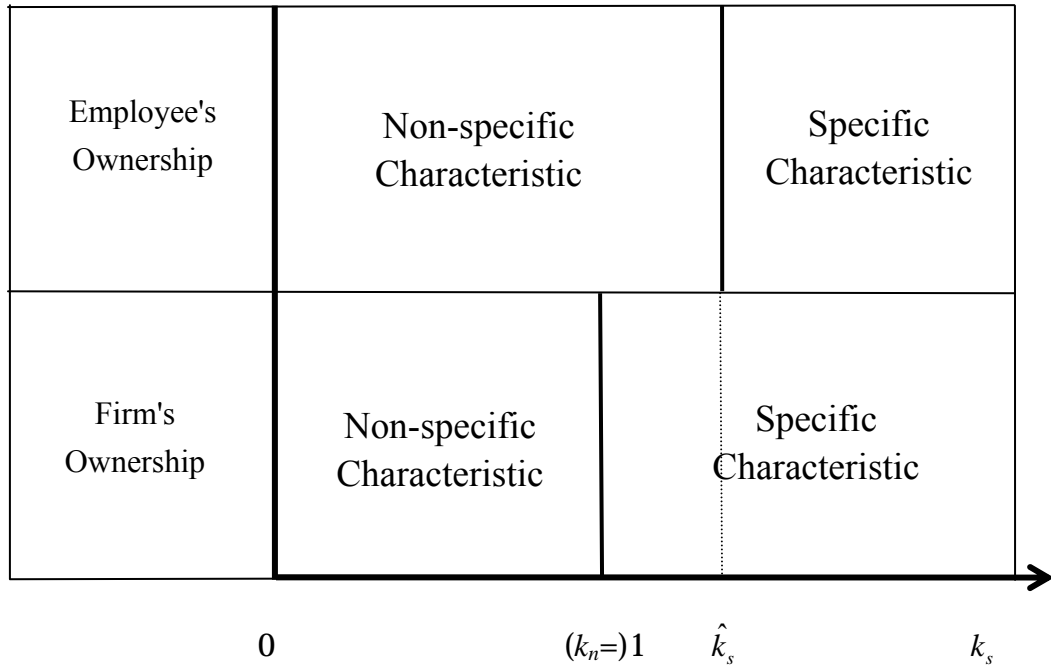 Employee's
Ownership
Non-specific
Characteristic
Specific
Characteristic
Firm's
Ownership
Non-specific
Characteristic
Specific
Characteristic
0 (kₙ=)1 k̂ₛ kₛ